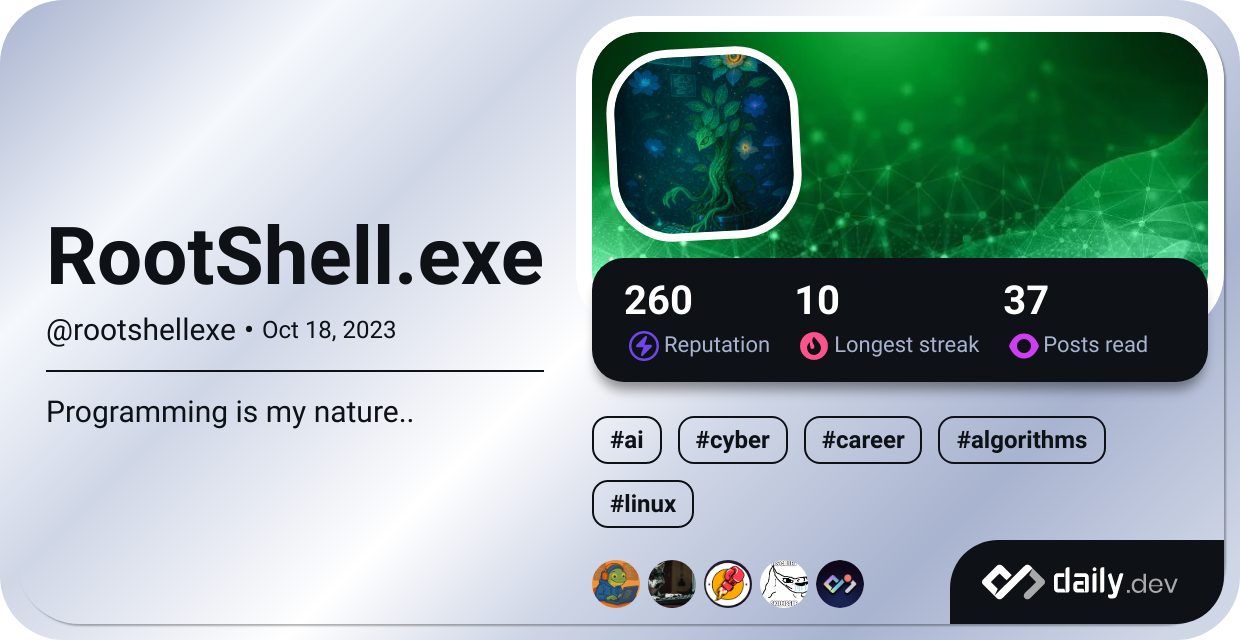 RootShell.exe
@rootshellexe • Oct 18, 2023
Programming is my nature..
260 10 37
Reputation Longest streak Posts read
#ai #cyber #career #algorithms
#linux
daily.dev